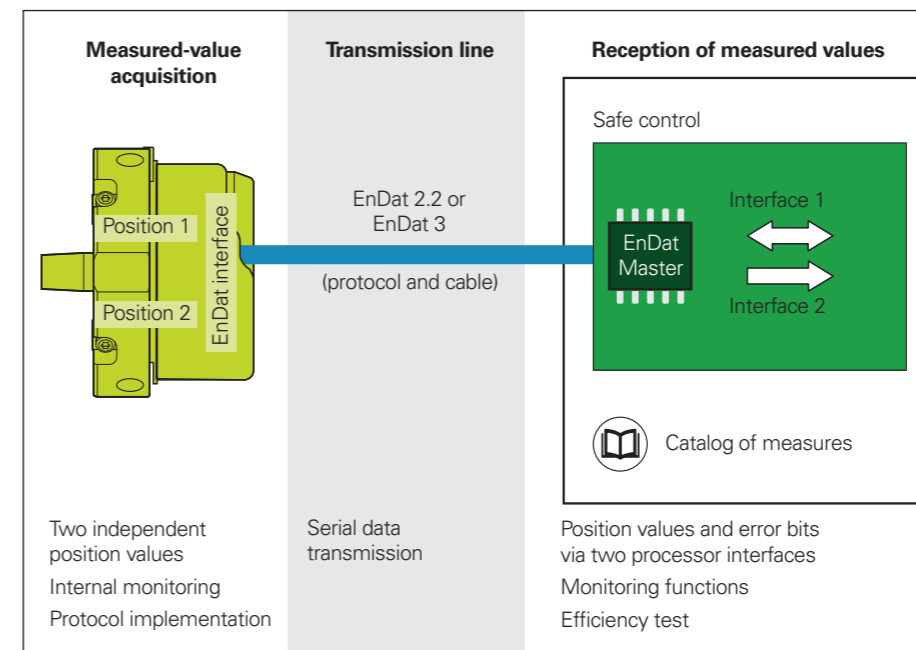 Measured-value
acquisition
Transmission line
Reception of measured values
Position 1
Position 2
EnDat interface
EnDat 2.2 or
EnDat 3
(protocol and cable)
Safe control
EnDat
Master
Interface 1
Interface 2
Catalog of measures
Two independent
position values
Internal monitoring
Protocol implementation
Serial data
transmission
Position values and error bits
via two processor interfaces
Monitoring functions
Efficiency test